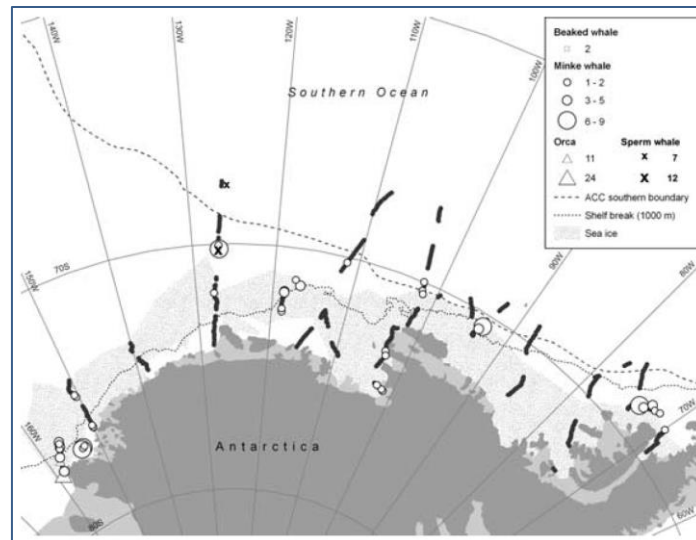 140W
130W
120W
110W
100W
Southern Ocean
Beaked whale
2
Minke whale
1 - 2
3 - 5
6 - 9
Orca Sperm whale
11 x 7
24 X 12
ACC southern boundary
Shelf break (1000 m)
Sea ice
x
70S
X
90W
80W
150W
70W
160W
Antarctica
80S
60W